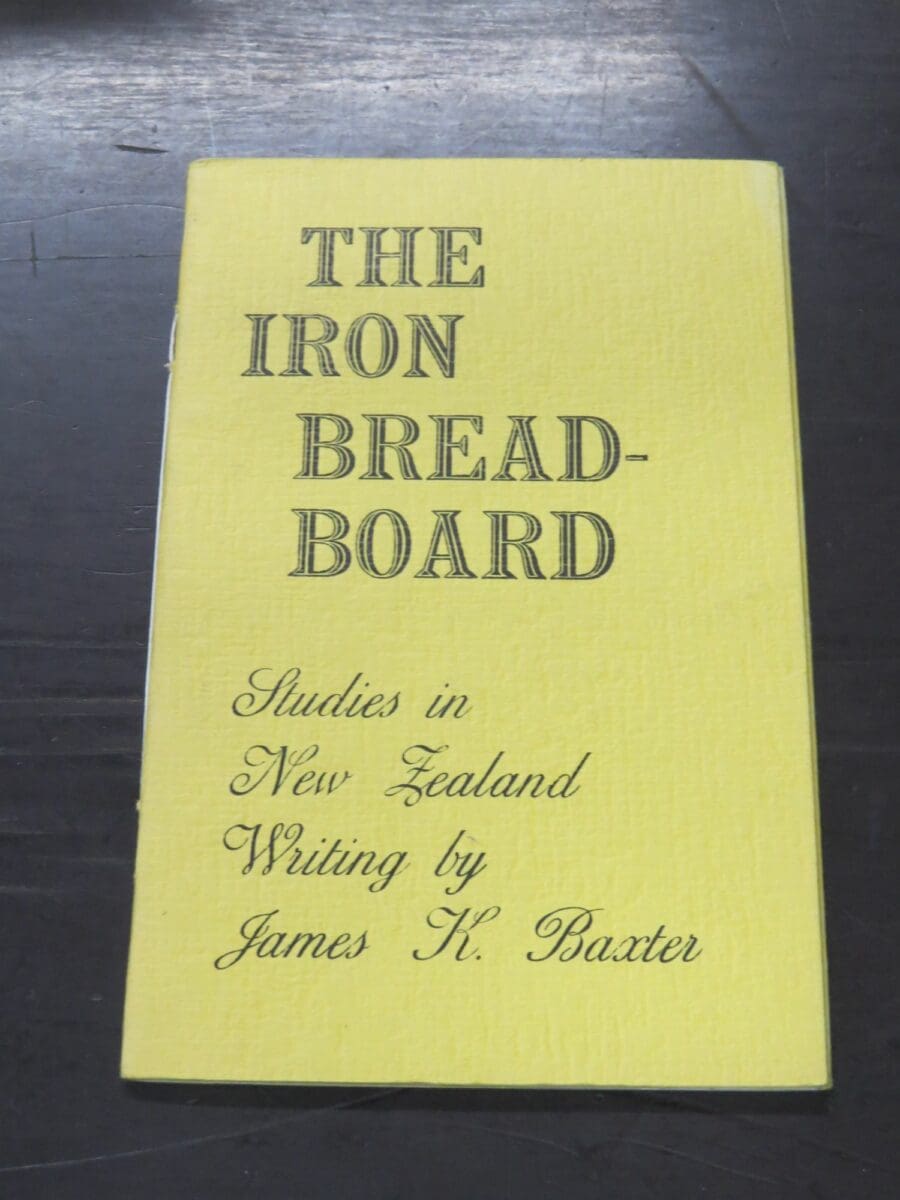 THE
IRON
BREAD-
BOARD
Studies in
New Zealand
Writing by
James K. Baxter